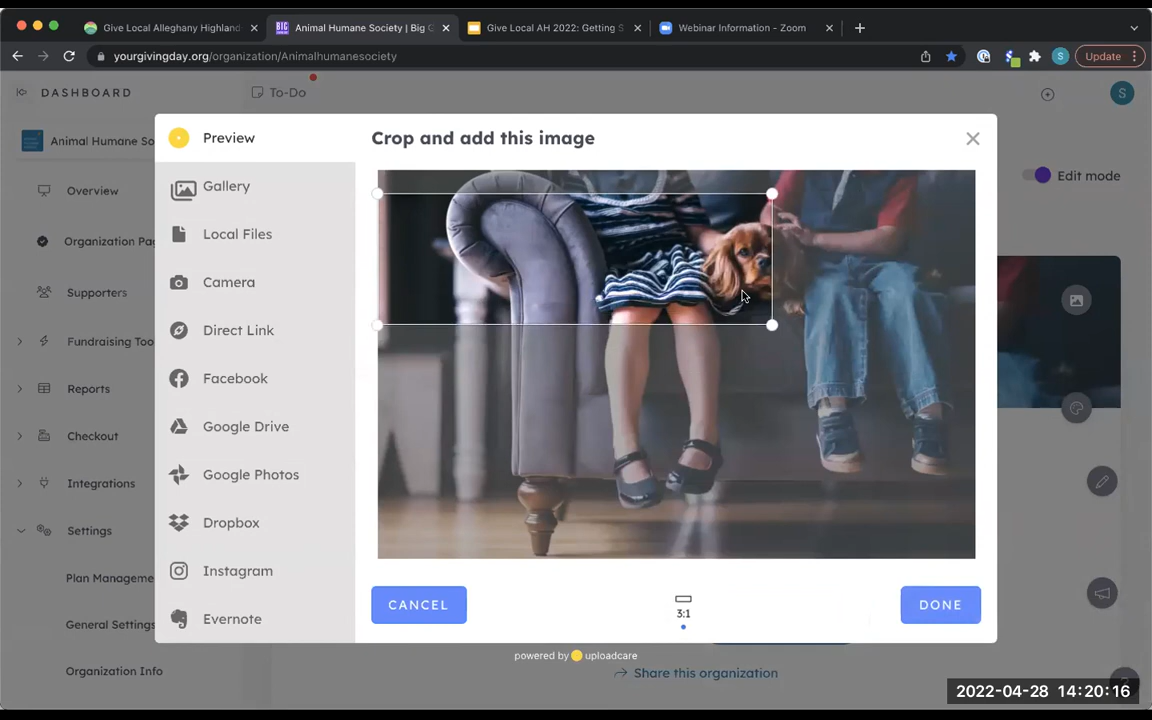 Give Local Alleghany Highland
Animal Humane Society | Big G
Give Local AH 2022: Getting S
Webinar Information - Zoom
yourgivingday.org/organization/Animalhumanesociety
S
Update
DASHBOARD
To-Do
S
Animal Humane So
Edit mode
Overview
Organization Pag
Supporters
Fundraising Too
Reports
Checkout
Integrations
Settings
Plan Manageme
General Settings
Organization Info
Preview
Gallery
Local Files
Camera
Direct Link
Facebook
Google Drive
Google Photos
Dropbox
Instagram
Evernote
Crop and add this image
CANCEL
3:1
DONE
powered by uploadcare
Share this organization
2022-04-28 14:20:16